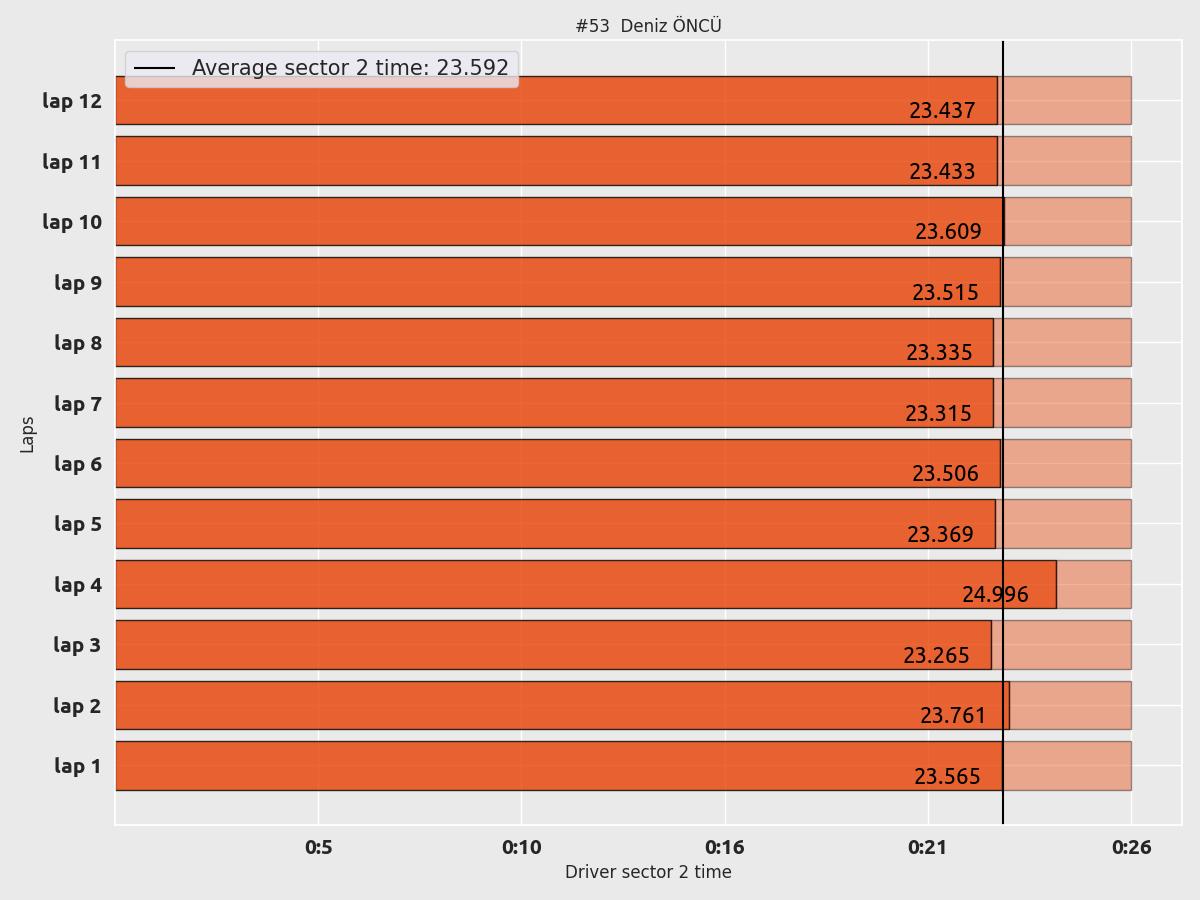 #53  Deniz ÖNCÜ
Average sector 2 time: 23.592
lap 12
23.437
lap 11
23.433
lap 10
23.609
lap 9
23.515
lap 8
23.335
lap 7
23.315
lap 6
23.506
lap 5
23.369
lap 4
24.996
lap 3
23.265
lap 2
23.761
lap 1
23.565
Laps
0:5 0:10 0:16 0:21 0:26
Driver sector 2 time